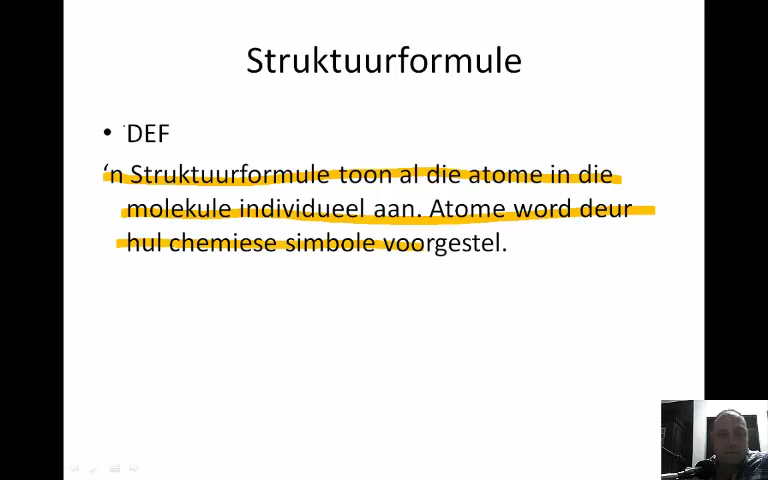 Struktuurformule
• DEF
‘n Struktuurformule toon al die atome in die
molekule individueel aan. Atome word deur
hul chemiese simbole voorgestel.